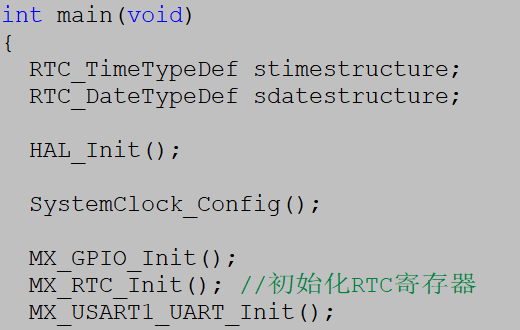 int main(void)
{
RTC_TimeTypeDef stimestructure;
RTC_DateTypeDef sdatestructure;
HAL_Init();
SystemClock_Config();
MX_GPIO_Init();
MX_RTC_Init(); //初始化RTC寄存器
MX_USART1_UART_Init();